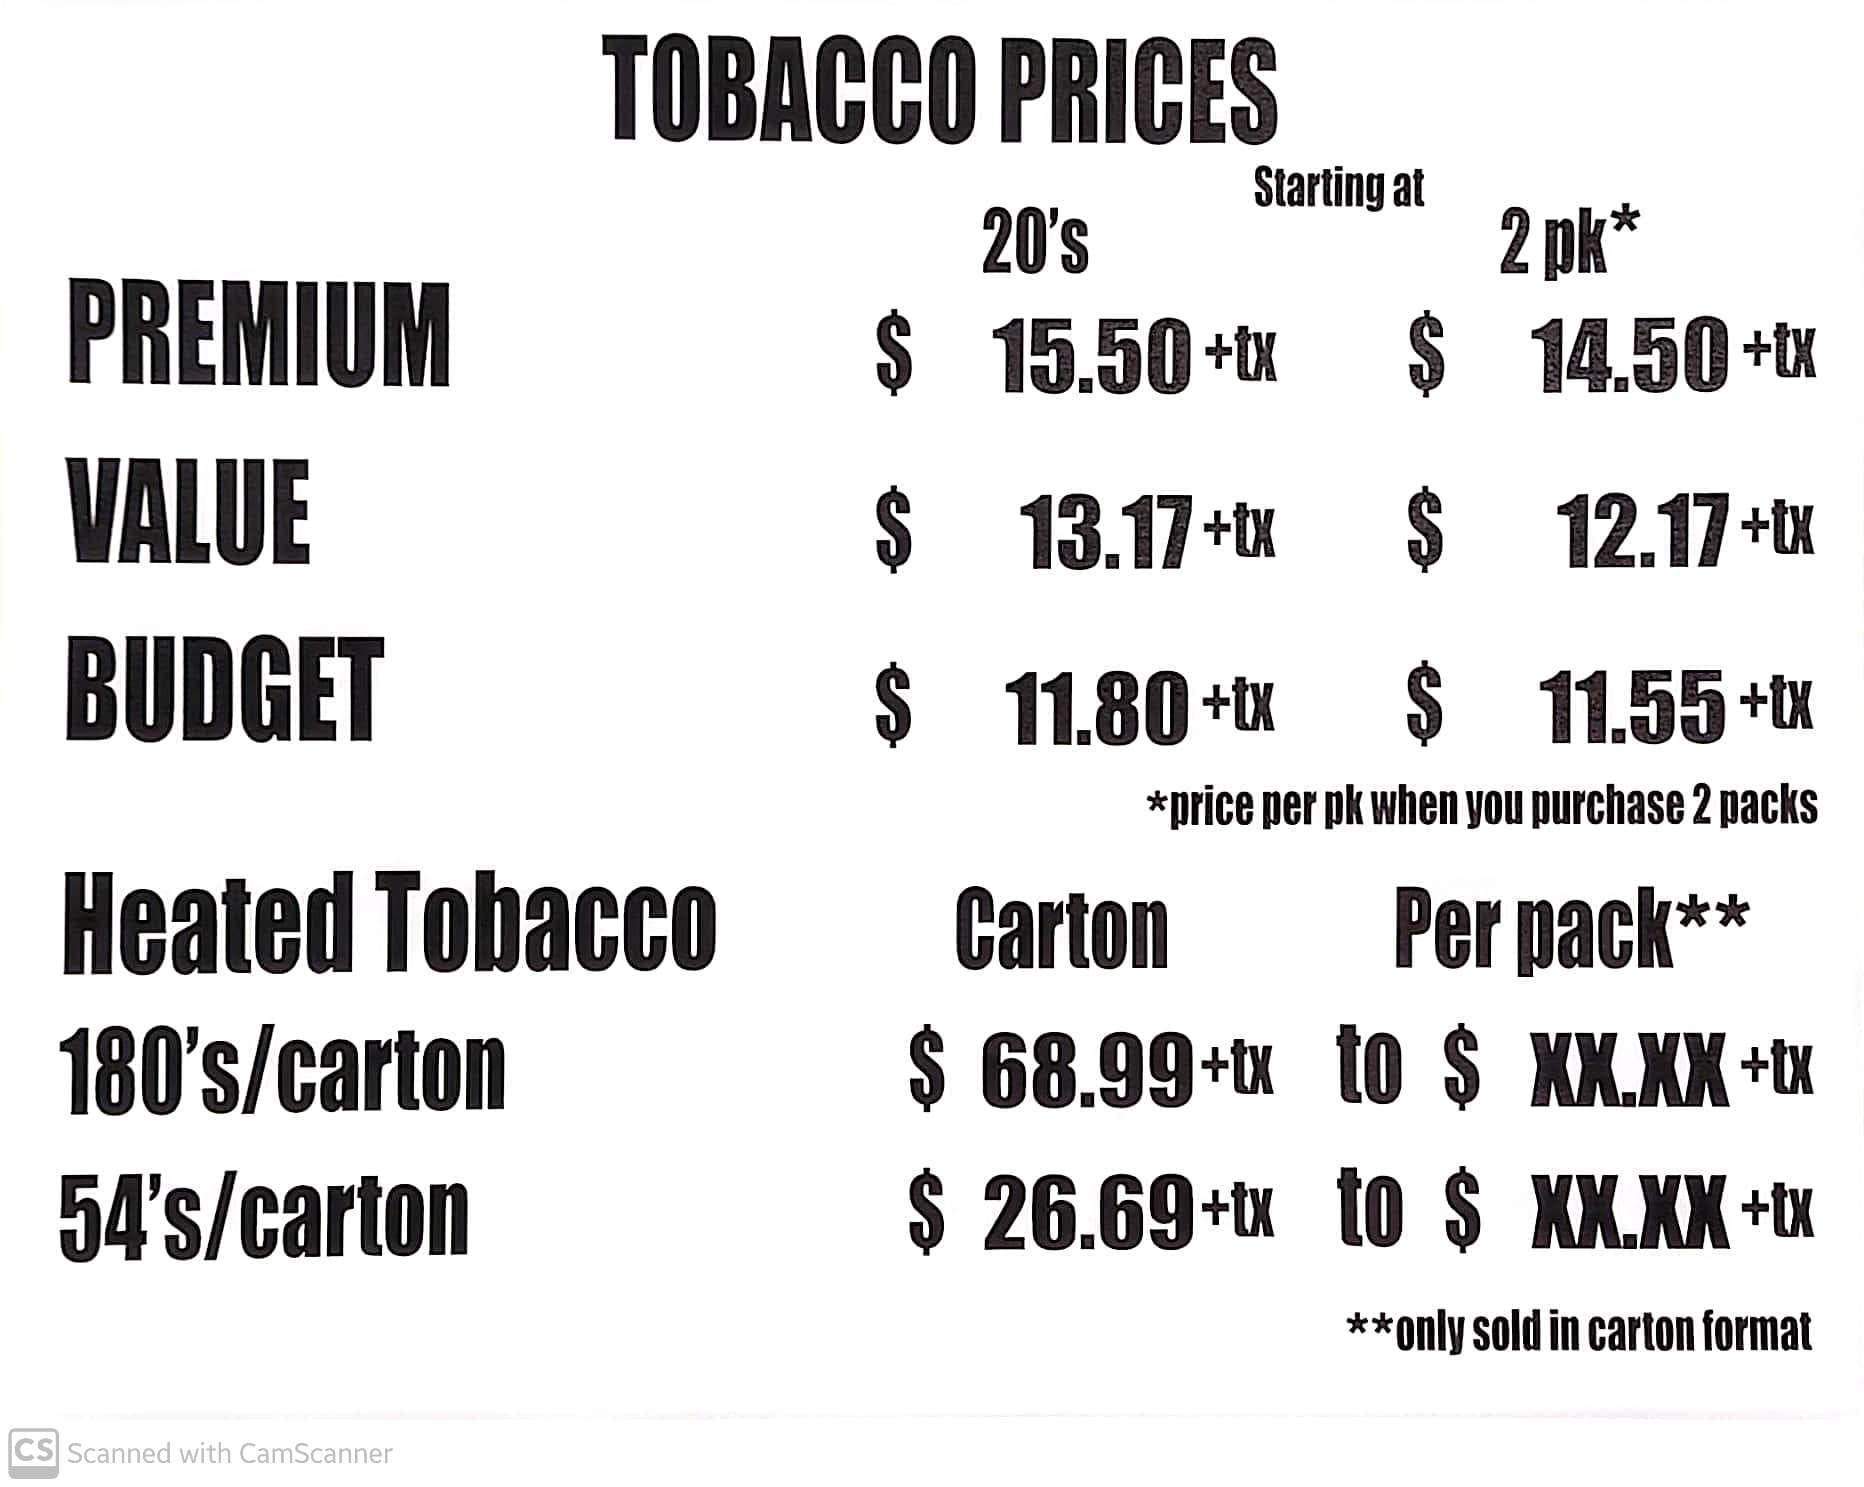 TOBACCO PRICES
Starting at
20's 2 pk*
PREMIUM $ 15.50 +tx $ 14.50 +tx
VALUE $ 13.17 +tx $ 12.17 +tx
BUDGET $ 11.80 +tx $ 11.55 +tx
*price per pk when you purchase 2 packs
Heated Tobacco Carton Per pack**
180's/carton $ 68.99 +tx to $ XX.XX +tx
54's/carton $ 26.69 +tx to $ XX.XX +tx
**only sold in carton format
CS Scanned with CamScanner